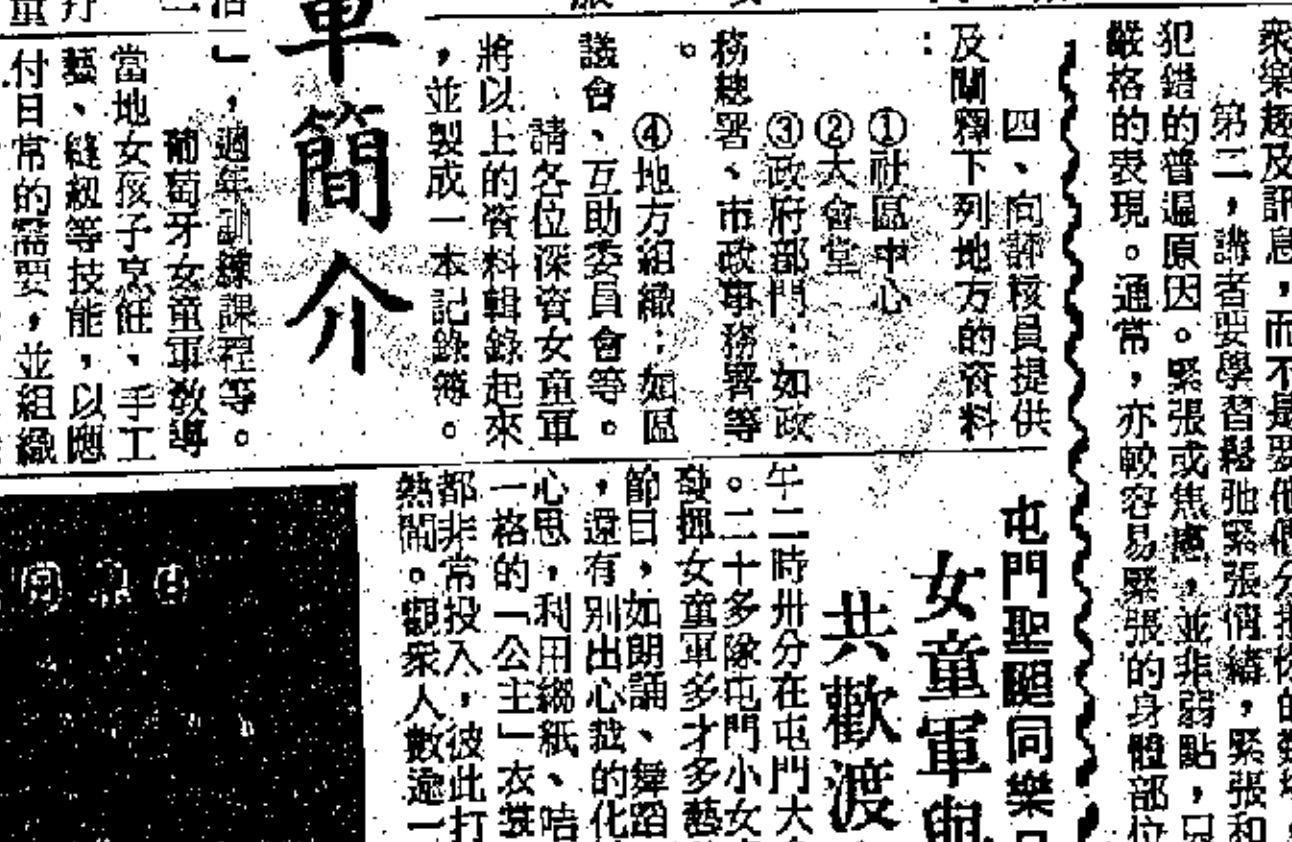 衆樂趣及訊息，而不是要他們分析你的
第二，講者要學習鬆弛緊張情緒，緊張和
犯錯的普遍原因。緊張或焦慮，並非弱點，只
嚴格的表現。通常，亦較容易緊張的身體部位
四、向評核員提供
及闡釋下列地方的資料
：
①社區中心
②大會堂
③政府部門：如政
務總署、市政事務署等
。
④地方組織：如區
議會、互助委員會等。
請各位深資女童軍
將以上的資料輯錄起來
，並製成一本記錄簿。
軍簡介
」，週年訓練課程等。
葡萄牙女童軍教導
當地女孩子烹飪、手工
藝、縫紉等技能，以應
付日常的需要，並組織
屯門聖誕同樂日
女童軍與
共歡渡
午二時卅分在屯門大
。二十多隊屯門小女
發揮女童軍多才多藝
節目，如朗誦、舞蹈
，還有別出心裁的化
心思，利用縐紙、咭
一格的「公主」衣裳
都非常投入，彼此打
熱鬧。觀衆人數逾一